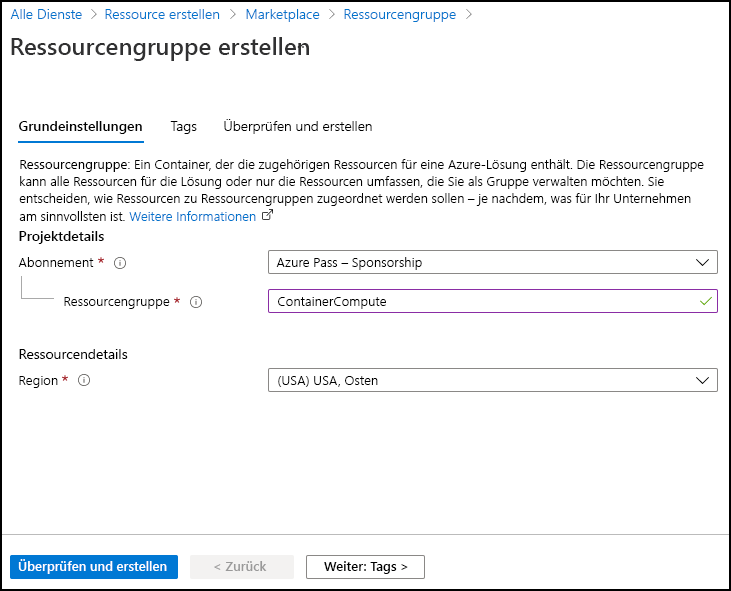 Alle Dienste > Ressource erstellen > Marketplace > Ressourcengruppe >
Ressourcengruppe erstellen
Grundeinstellungen Tags Überprüfen und erstellen
Ressourcengruppe: Ein Container, der die zugehörigen Ressourcen für eine Azure-Lösung enthält. Die Ressourcengruppe
kann alle Ressourcen für die Lösung oder nur die Ressourcen umfassen, die Sie als Gruppe verwalten möchten. Sie
entscheiden, wie Ressourcen zu Ressourcengruppen zugeordnet werden sollen – je nachdem, was für Ihr Unternehmen
am sinnvollsten ist. Weitere Informationen
Projektdetails
Abonnement * Azure Pass – Sponsorship
Ressourcengruppe * ContainerCompute
Ressourcendetails
Region * (USA) USA, Osten
Überprüfen und erstellen < Zurück Weiter: Tags >